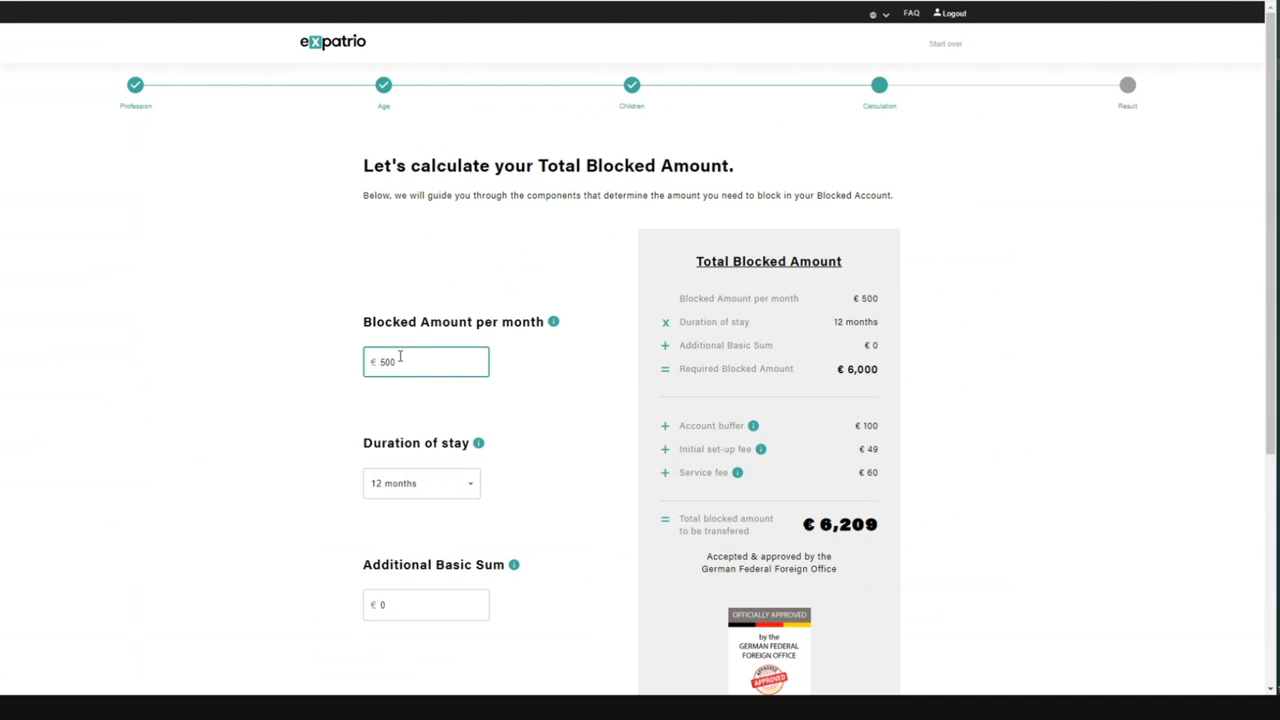 FAQ
Logout
expatrio
Start over
Profession
Age
Children
Calculation
Result
Let's calculate your Total Blocked Amount.
Below, we will guide you through the components that determine the amount you need to block in your Blocked Account.
Blocked Amount per month
€ 500
Duration of stay
12 months
Additional Basic Sum
€ 0
Total Blocked Amount
Blocked Amount per month € 500
x Duration of stay 12 months
+ Additional Basic Sum € 0
= Required Blocked Amount € 6,000
+ Account buffer € 100
+ Initial set-up fee € 49
+ Service fee € 60
= Total blocked amount
to be transfered € 6,209
Accepted & approved by the
German Federal Foreign Office
OFFICIALLY APPROVED
by the
GERMAN FEDERAL
FOREIGN OFFICE
APPROVED